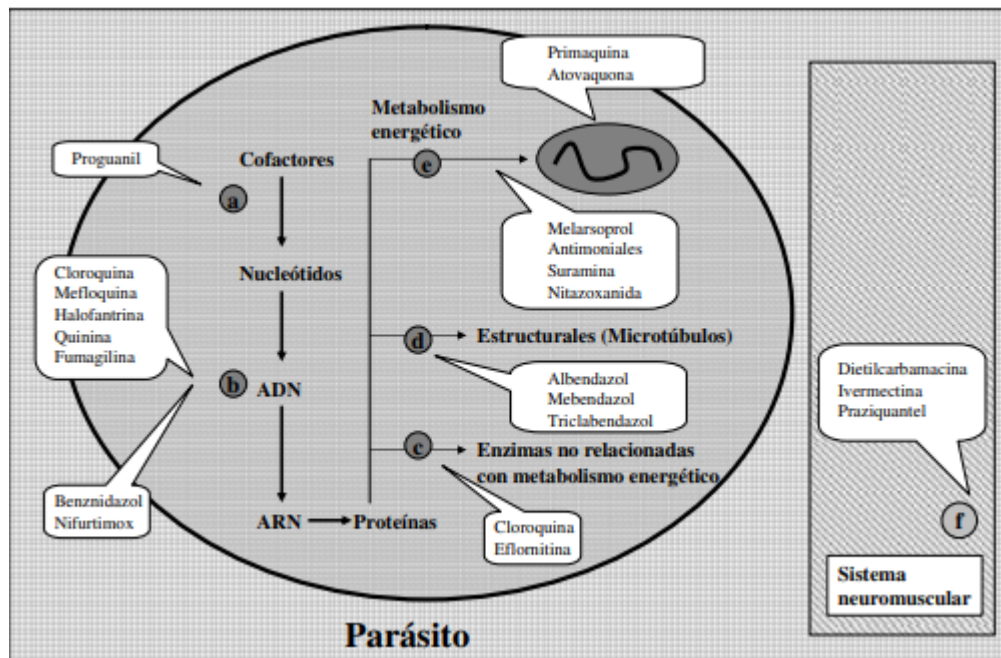 Primaquina
Atovaquona
Metabolismo
energético
Proguanil
Cofactores
a
e
Melarsoprol
Antimoniales
Suramina
Nitazoxanida
Nucleótidos
Cloroquina
Mefloquina
Halofantrina
Quinina
Fumagilina
d
Estructurales (Microtúbulos)
b
ADN
Albendazol
Mebendazol
Triclabendazol
Dietilcarbamacina
Ivermectina
Praziquantel
c
Enzimas no relacionadas
con metabolismo energético
Benznidazol
Nifurtimox
ARN
Proteínas
Cloroquina
Eflornitina
f
Sistema
neuromuscular
Parásito